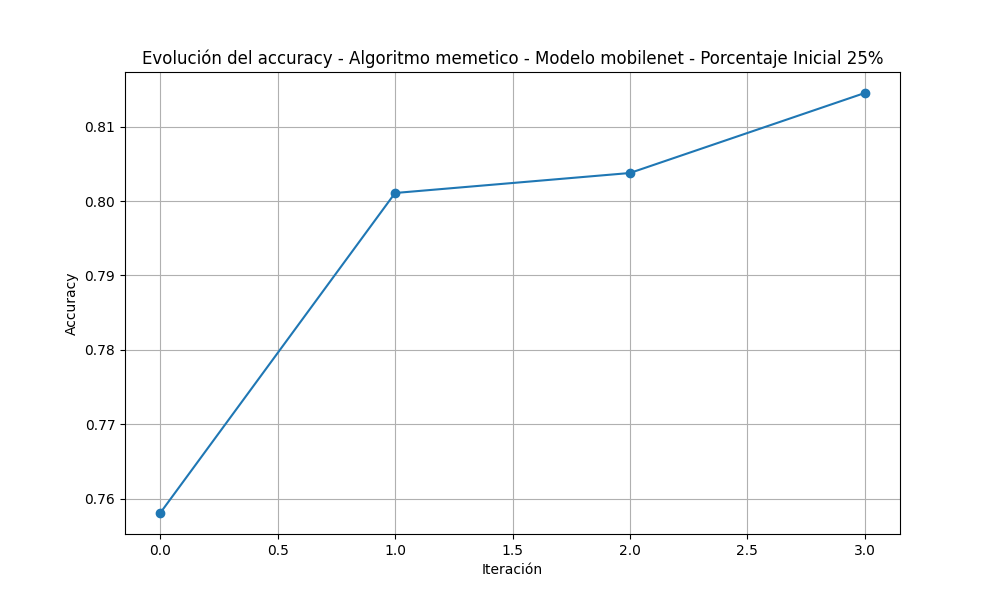 Evolución del accuracy - Algoritmo memetico - Modelo mobilenet - Porcentaje Inicial 25%
Accuracy
0.81
0.80
0.79
0.78
0.77
0.76
0.0 0.5 1.0 1.5 2.0 2.5 3.0
Iteración